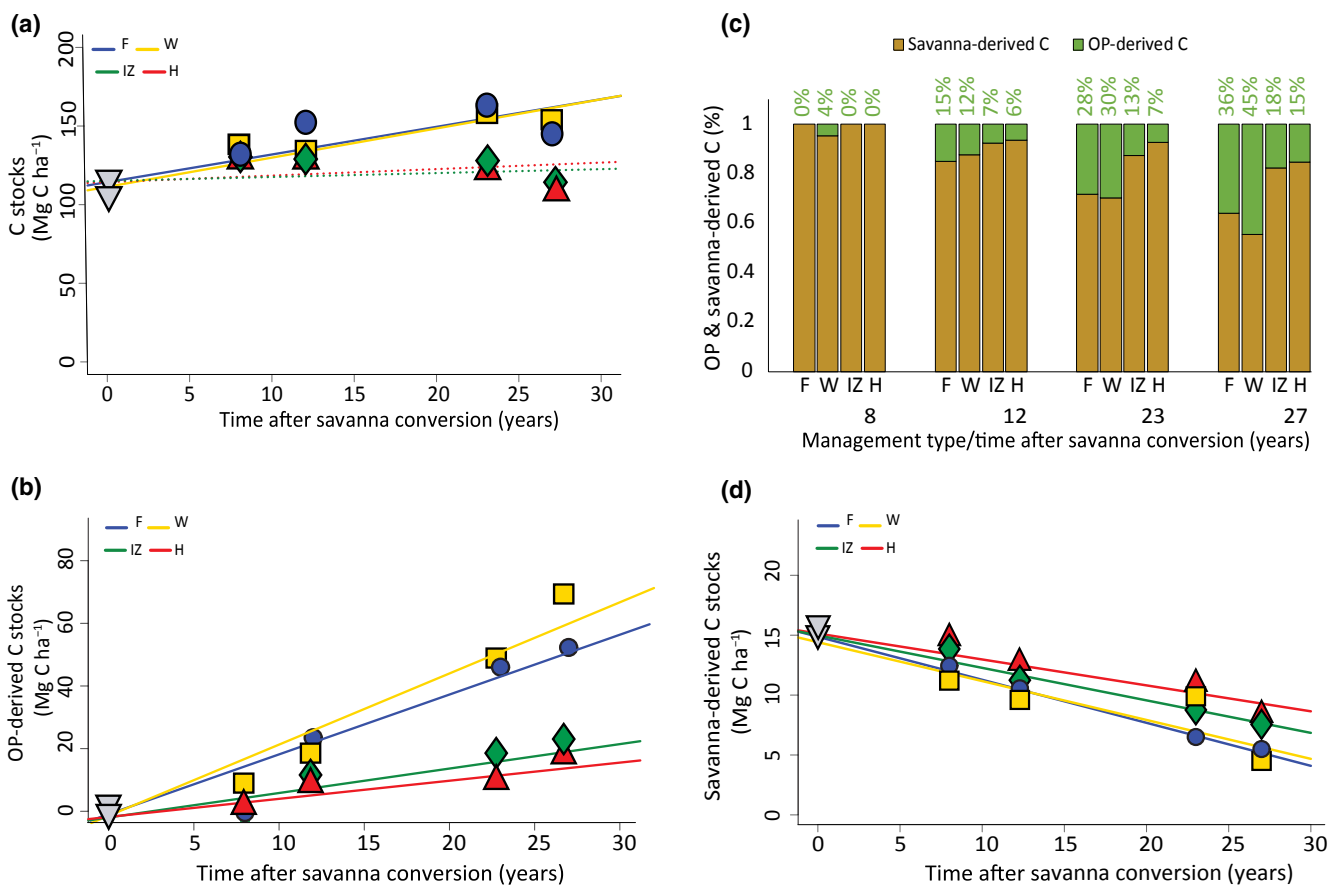 (a)
F W
IZ H
200
150
100
50
0
C stocks
(Mg C ha⁻¹)
0 5 10 15 20 25 30
Time after savanna conversion (years)
(c)
Savanna-derived C OP-derived C
0% 4% 0% 0% 15% 12% 7% 6% 28% 30% 13% 7% 36% 45% 18% 15%
1
0.8
0.6
0.4
0.2
0
OP & savanna-derived C (%)
F W IZ H F W IZ H F W IZ H F W IZ H
8 12 23 27
Management type/time after savanna conversion (years)
(b)
F W
IZ H
80
60
40
20
0
OP-derived C stocks
(Mg C ha⁻¹)
0 5 10 15 20 25 30
Time after savanna conversion (years)
(d)
F W
IZ H
20
15
10
5
0
Savanna-derived C stocks
(Mg C ha⁻¹)
0 5 10 15 20 25 30
Time after savanna conversion (years)